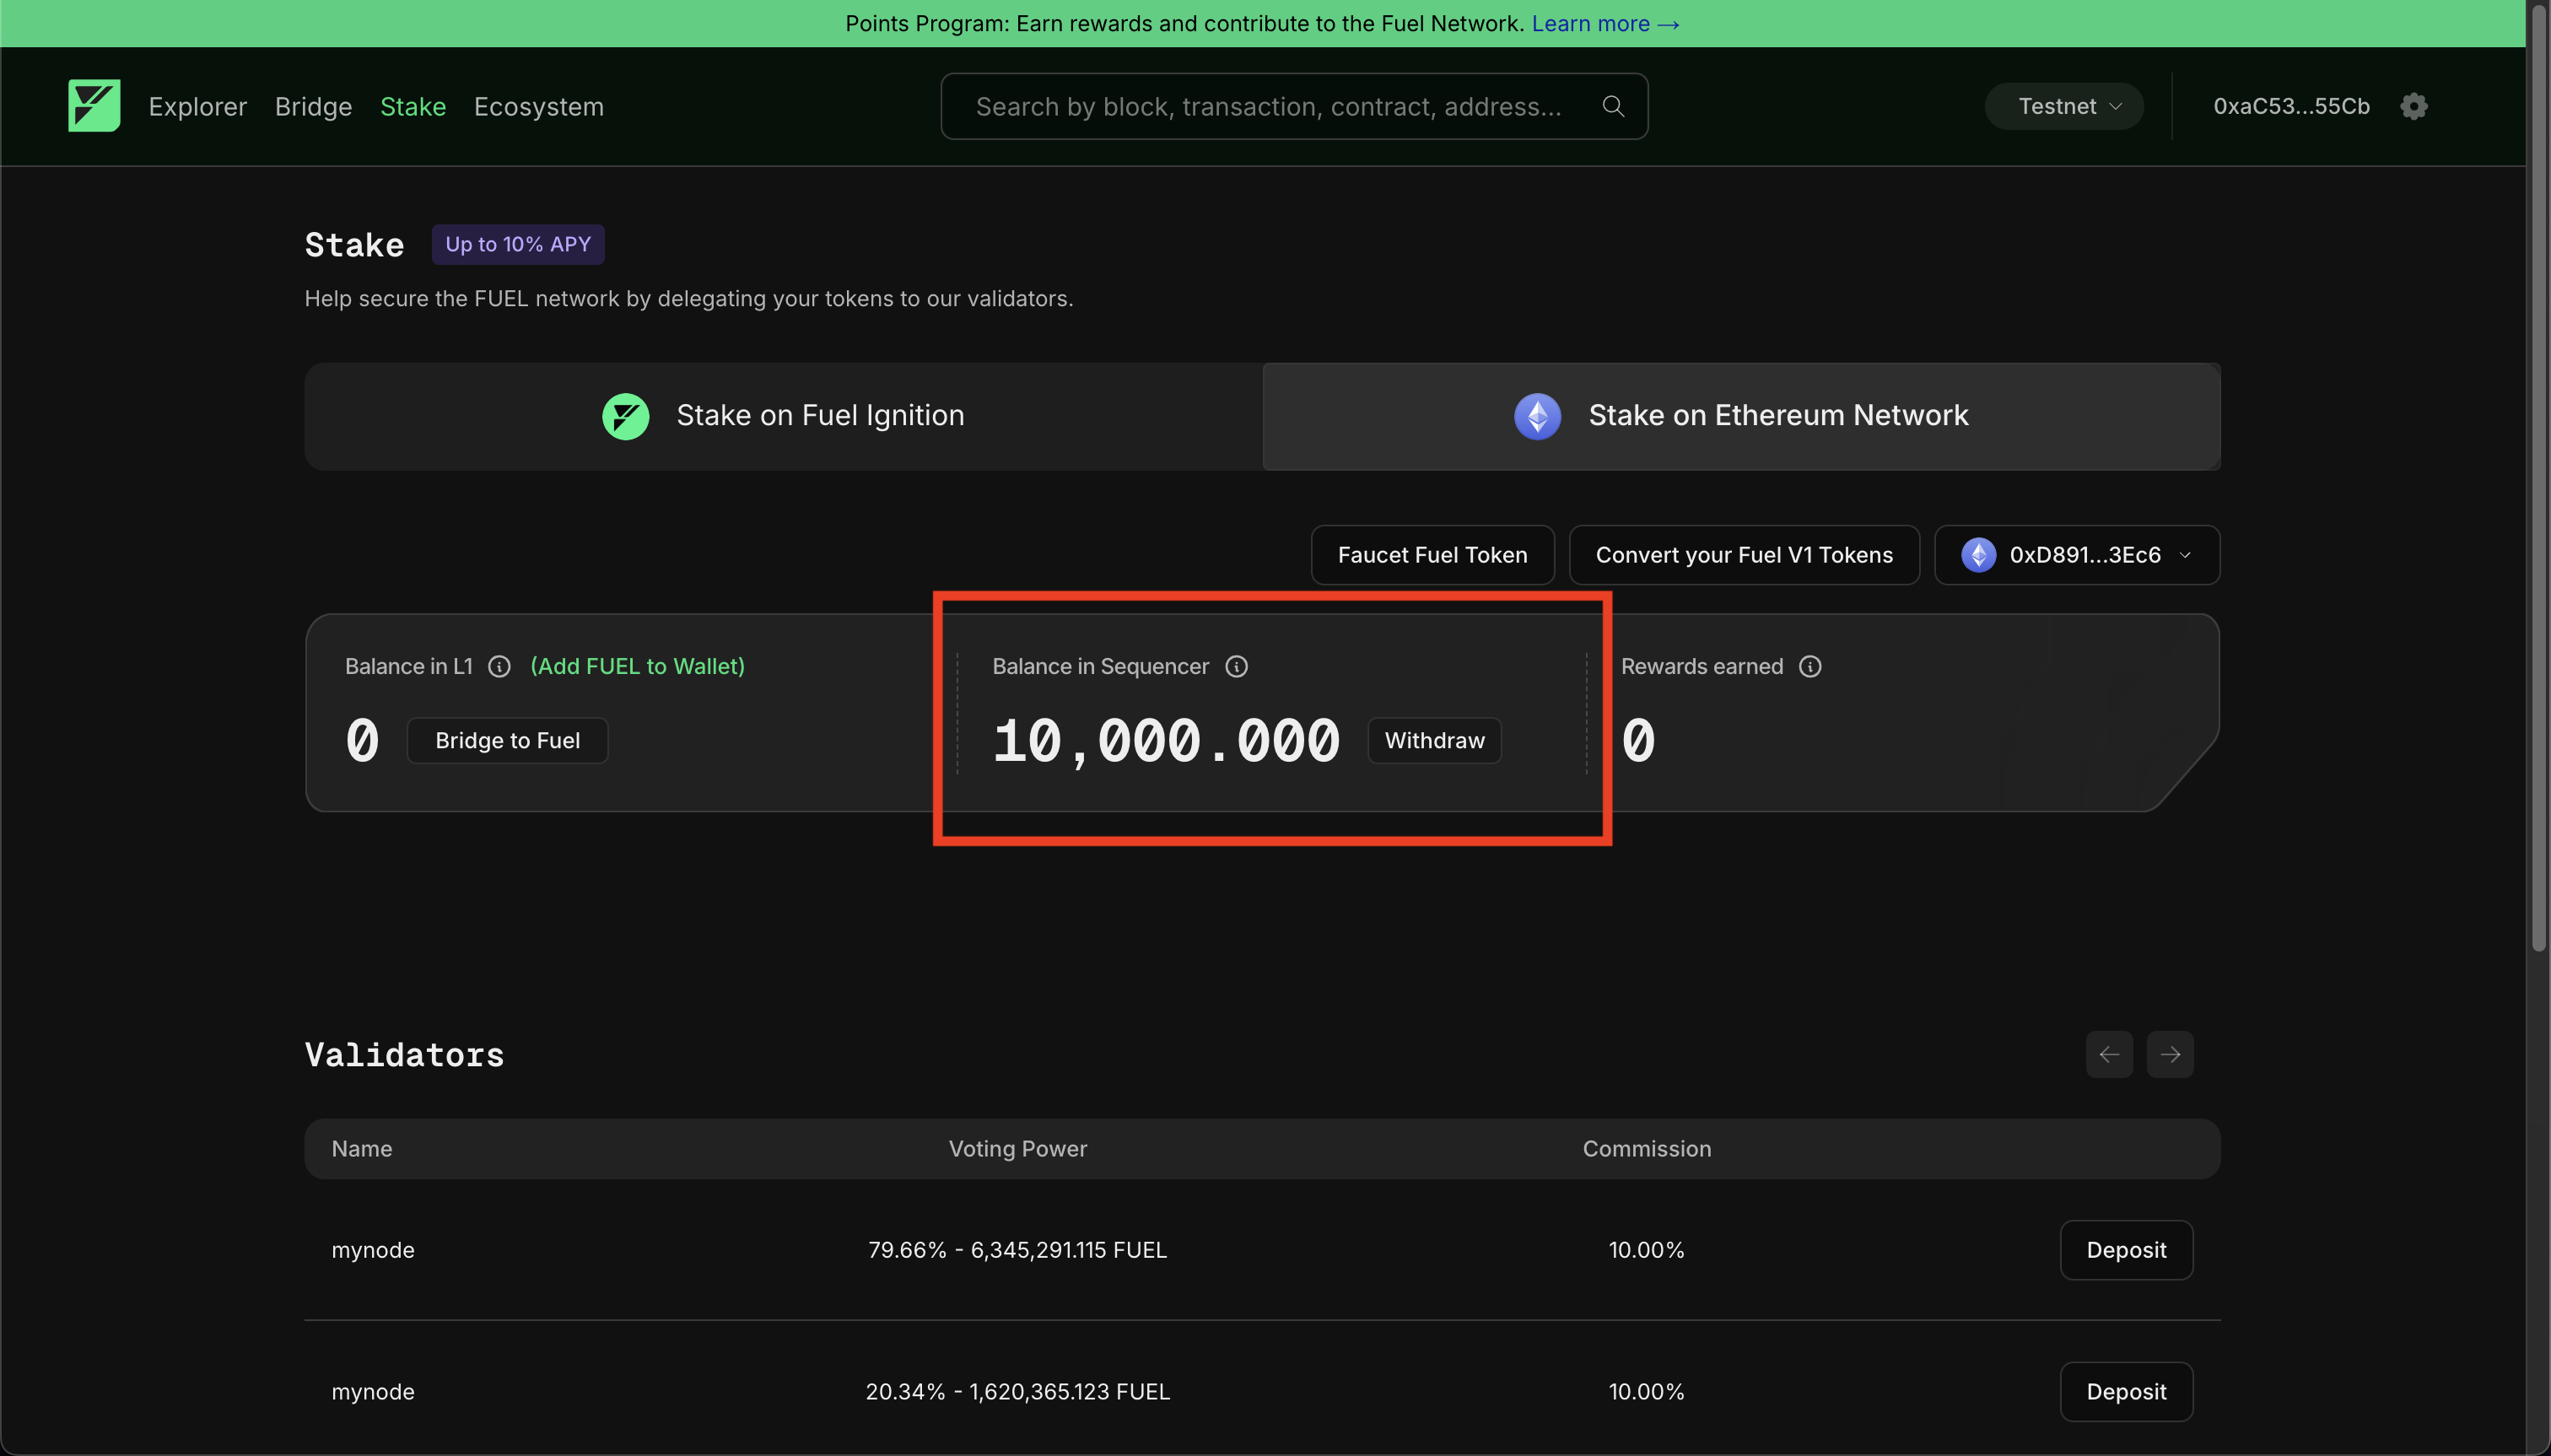 Points Program: Earn rewards and contribute to the Fuel Network. Learn more →
Explorer Bridge Stake Ecosystem Search by block, transaction, contract, address... Testnet 0xaC53...55Cb
Stake Up to 10% APY
Help secure the FUEL network by delegating your tokens to our validators.
Stake on Fuel Ignition Stake on Ethereum Network
Faucet Fuel Token Convert your Fuel V1 Tokens 0xD891...3Ec6
Balance in L1 (Add FUEL to Wallet) Balance in Sequencer Rewards earned
0 Bridge to Fuel 10,000.000 Withdraw 0
Validators
Name Voting Power Commission
mynode 79.66% - 6,345,291.115 FUEL 10.00% Deposit
mynode 20.34% - 1,620,365.123 FUEL 10.00% Deposit